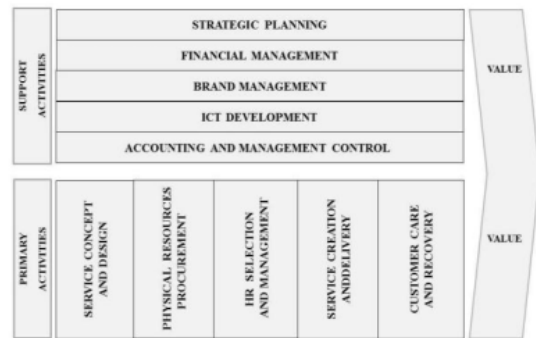 SUPPORT
ACTIVITIES
STRATEGIC PLANNING
FINANCIAL MANAGEMENT
BRAND MANAGEMENT
ICT DEVELOPMENT
ACCOUNTING AND MANAGEMENT CONTROL
VALUE
PRIMARY
ACTIVITIES
SERVICE CONCEPT
AND DESIGN
PHYSICAL RESOURCES
PROCUREMENT
HR SELECTION
AND MANAGEMENT
SERVICE CREATION
ANDDELIVERY
CUSTOMER CARE
AND RECOVERY
VALUE